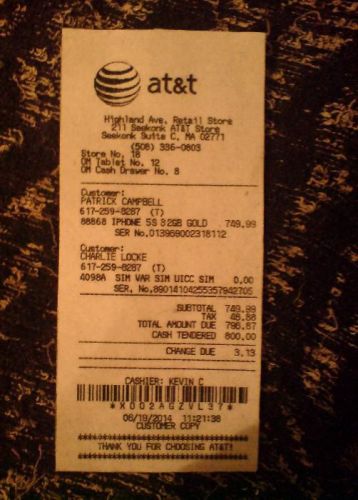 at&t
Highland Ave. Retail Store
211 Seekonk AT&T Store
Seekonk Suite C, MA 02771
(508) 336-0803
Store No. 18
OM Tablet No. 12
OM Cash Drawer No. 8
Customer:
PATRICK CAMPBELL
617-259-8287 (T)
88868 IPHONE 5S 32GB GOLD 749.99
SER No.013969002318112
Customer:
CHARLIE LOCKE
617-259-8287 (T)
4098A SIM VAR SIM UICC SIM 0.00
SER. No.89014104255357942705
SUBTOTAL 749.99
TAX 46.88
TOTAL AMOUNT DUE 796.87
CASH TENDERED 800.00
CHANGE DUE 3.13
CASHIER: KEVIN C
*X002AGZVL37*
06/19/2014 11:21:38
CUSTOMER COPY
THANK YOU FOR CHOOSING AT&T!